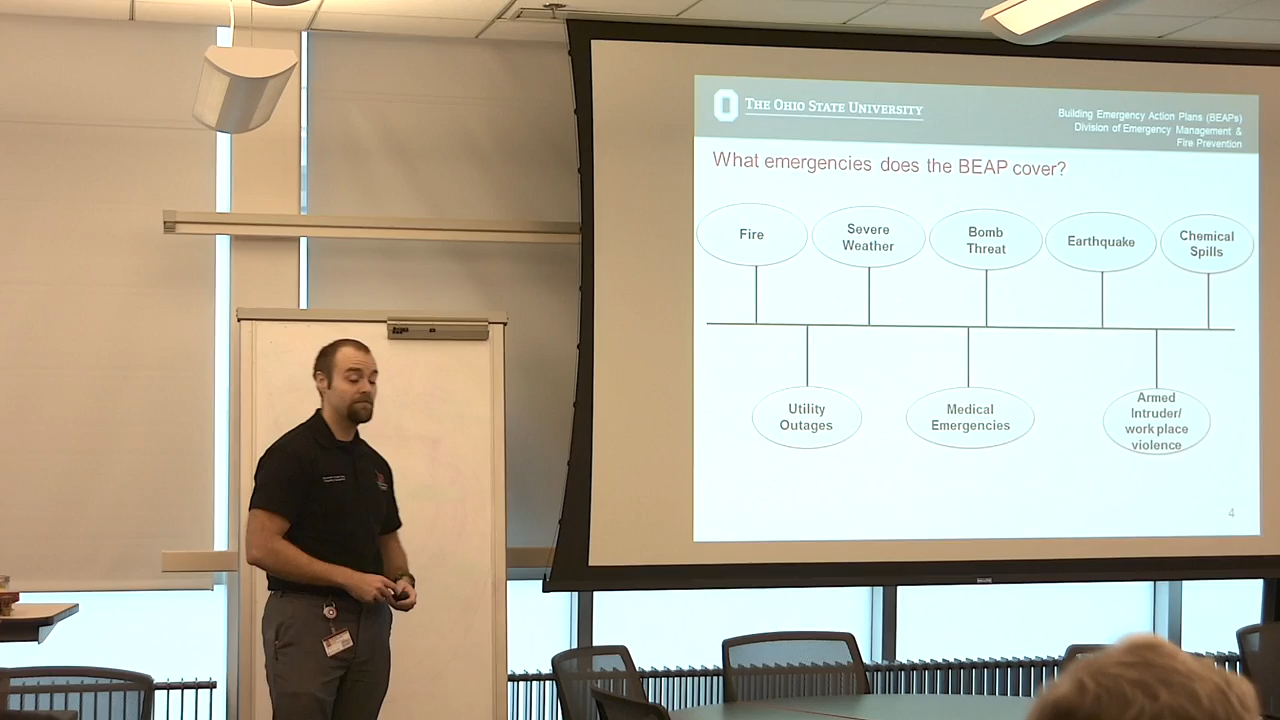 THE OHIO STATE UNIVERSITY
Building Emergency Action Plans (BEAPs)
Division of Emergency Management &
Fire Prevention
What emergencies does the BEAP cover?
Fire
Severe
Weather
Bomb
Threat
Earthquake
Chemical
Spills
Utility
Outages
Medical
Emergencies
Armed
Intruder/
work place
violence
4